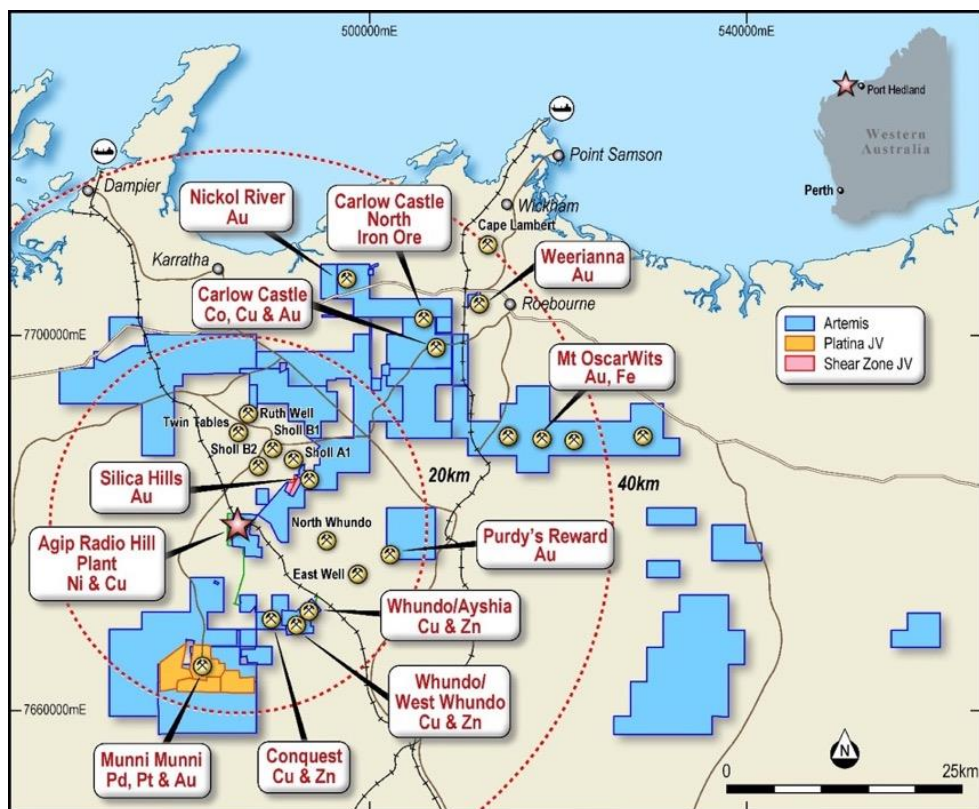 500000mE
540000mE
Port Hedland
Western
Australia
Perth
Point Samson
Dampier
Nickol River
Au
Carlow Castle
North
Iron Ore
Wickham
Cape Lambert
Karratha
Weerianna
Au
Roebourne
Carlow Castle
Co, Cu & Au
7700000mE
Artemis
Platina JV
Shear Zone JV
Mt OscarWits
Au, Fe
Ruth Well
Twin Tables
Sholl B1
Sholl B2
Sholl A1
20km
40km
Silica Hills
Au
Agip Radio Hill
Plant
Ni & Cu
North Whundo
Purdy's Reward
Au
East Well
Whundo/Ayshia
Cu & Zn
Whundo/
West Whundo
Cu & Zn
7660000mE
Munni Munni
Pd, Pt & Au
Conquest
Cu & Zn
N
0
25km